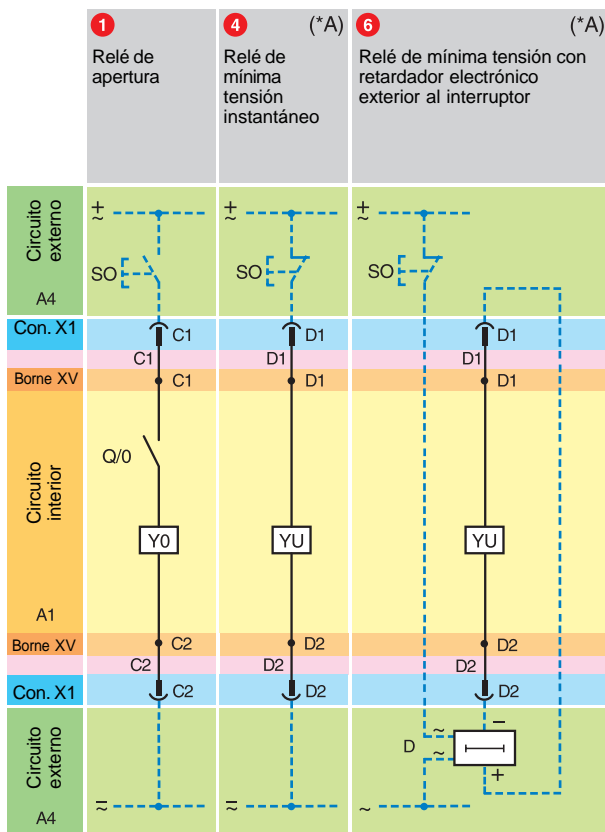 1
4 (*A)
6 (*A)
Relé de
apertura
Relé de
mínima
tensión
instantáneo
Relé de mínima tensión con
retardador electrónico
exterior al interruptor
Circuito
externo
A4
± ~
± ~
± ~
SO
SO
SO
Con. X1
C1
D1
D1
C1
D1
D1
Borne XV
C1
D1
D1
Circuito
interior
A1
Q/0
Y0
YU
YU
Borne XV
C2
D2
D2
C2
D2
D2
Con. X1
C2
D2
D2
Circuito
externo
A4
D
~
~
−
+
= ~
= ~
~